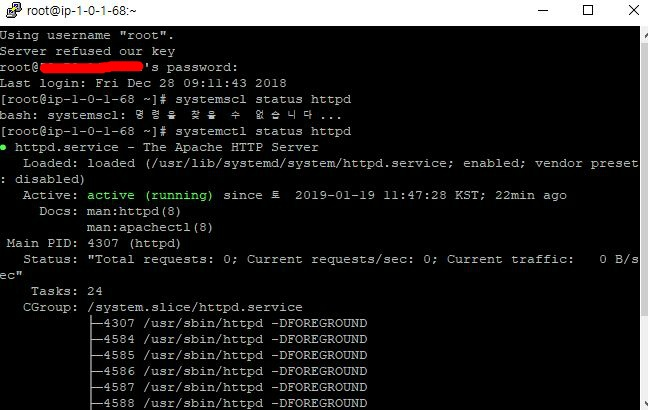 root@ip-1-0-1-68:~
Using username "root".
Server refused our key
root@ 's password:
Last login: Fri Dec 28 09:11:43 2018
[root@ip-1-0-1-68 ~]# systemscl status httpd
bash: systemscl: 명령을 찾을 수 없습니다...
[root@ip-1-0-1-68 ~]# systemctl status httpd
● httpd.service - The Apache HTTP Server
Loaded: loaded (/usr/lib/systemd/system/httpd.service; enabled; vendor preset
: disabled)
Active: active (running) since 토 2019-01-19 11:47:28 KST; 22min ago
Docs: man:httpd(8)
man:apachectl(8)
Main PID: 4307 (httpd)
Status: "Total requests: 0; Current requests/sec: 0; Current traffic:   0 B/s
ec"
Tasks: 24
CGroup: /system.slice/httpd.service
├─4307 /usr/sbin/httpd -DFOREGROUND
├─4584 /usr/sbin/httpd -DFOREGROUND
├─4585 /usr/sbin/httpd -DFOREGROUND
├─4586 /usr/sbin/httpd -DFOREGROUND
├─4587 /usr/sbin/httpd -DFOREGROUND
├─4588 /usr/sbin/httpd -DFOREGROUND